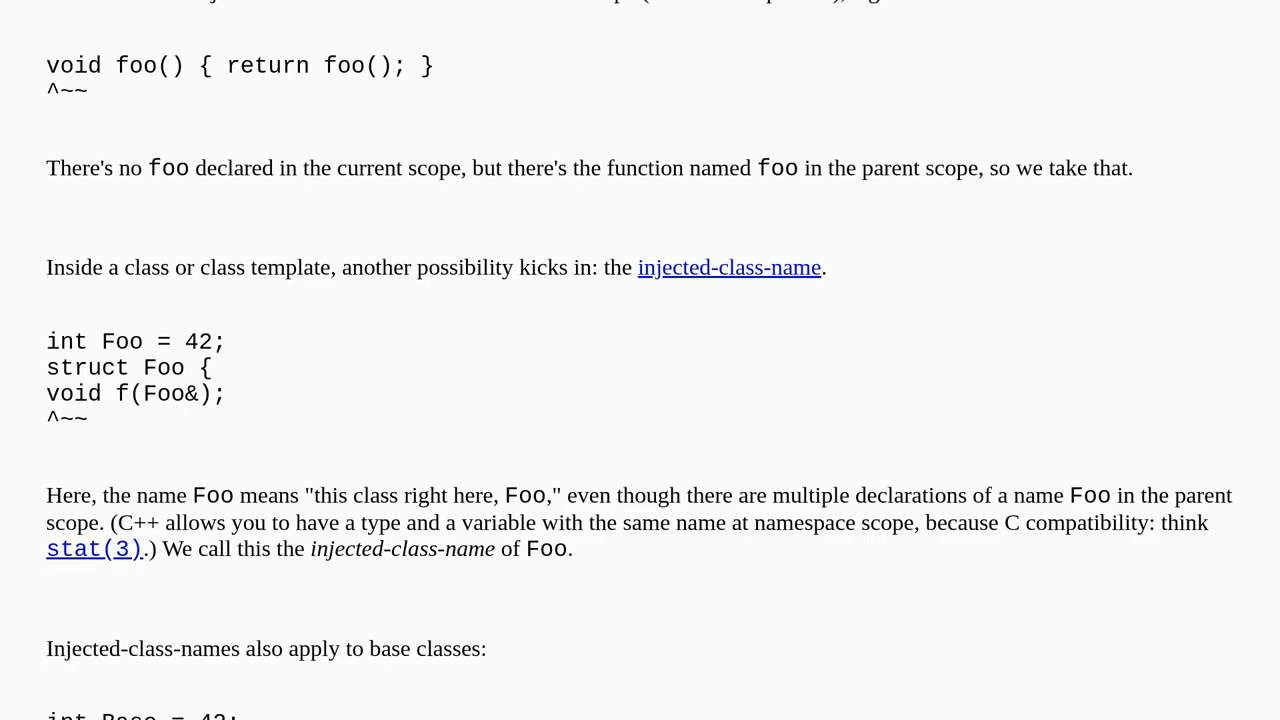 void foo() { return foo(); }
^~~
There's no foo declared in the current scope, but there's the function named foo in the parent scope, so we take that.
Inside a class or class template, another possibility kicks in: the injected-class-name.
int Foo = 42;
struct Foo {
void f(Foo&);
^~~
Here, the name Foo means "this class right here, Foo," even though there are multiple declarations of a name Foo in the parent
scope. (C++ allows you to have a type and a variable with the same name at namespace scope, because C compatibility: think
stat(3).) We call this the injected-class-name of Foo.
Injected-class-names also apply to base classes:
int Base = 42;